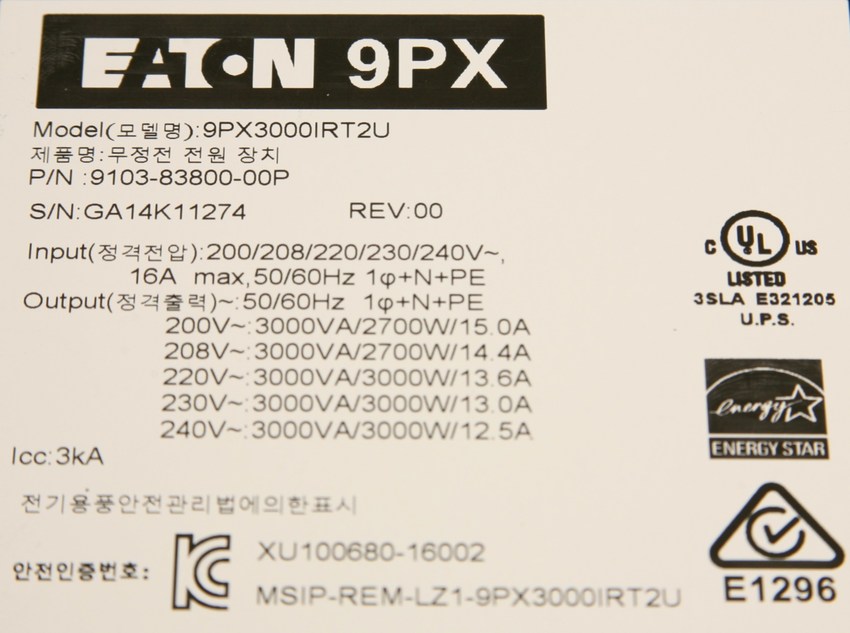 EATON 9PX
Model(모델명):9PX3000IRT2U
제품명:무정전 전원 장치
P/N :9103-83800-00P
S/N:GA14K11274 REV:00
Input(정격전압):200/208/220/230/240V~,
16A max,50/60Hz 1φ+N+PE
Output(정격출력)~:50/60Hz 1φ+N+PE
200V~:3000VA/2700W/15.0A
208V~:3000VA/2700W/14.4A
220V~:3000VA/3000W/13.6A
230V~:3000VA/3000W/13.0A
240V~:3000VA/3000W/12.5A
Icc:3kA
전기용품안전관리법에의한표시
안전인증번호:
KC
XU100680-16002
MSIP-REM-LZ1-9PX3000IRT2U
C UL US
LISTED
3SLA E321205
U.P.S.
energy
ENERGY STAR
E1296